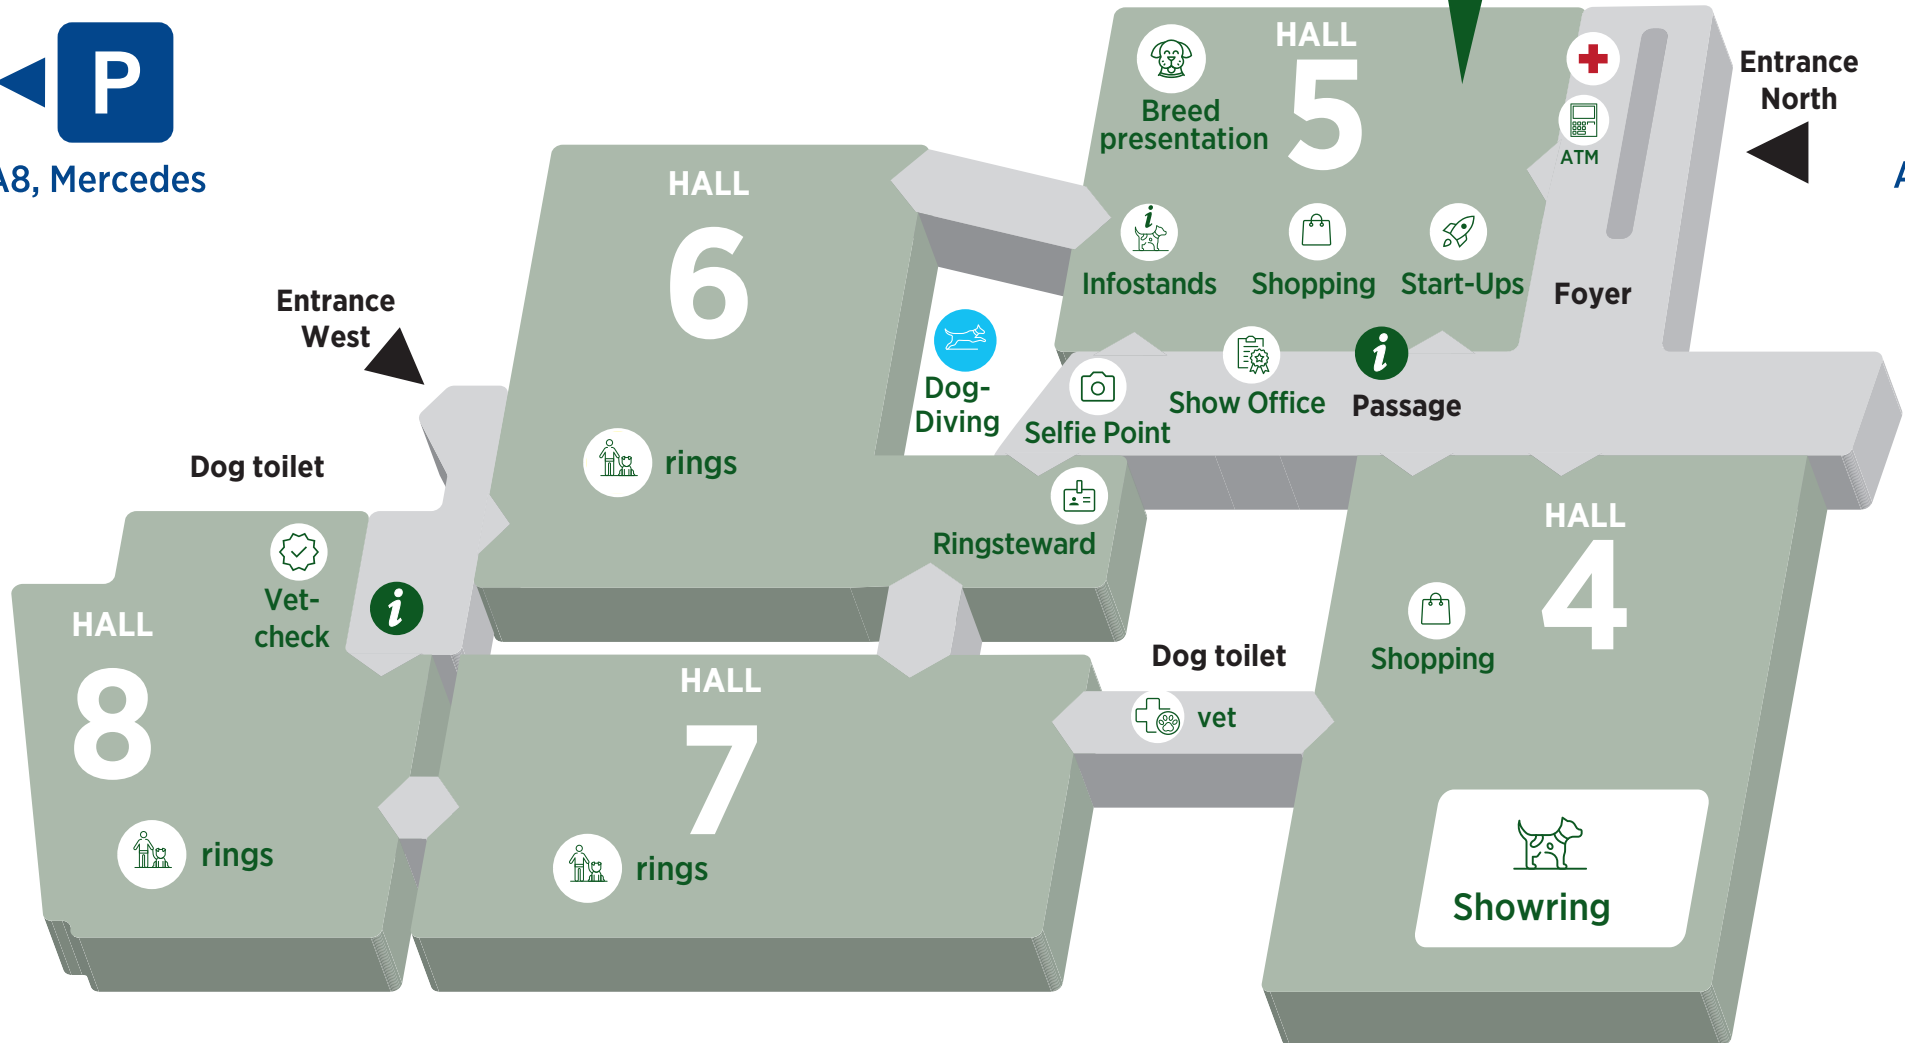 P
A8, Mercedes
HALL
5
Breed
presentation
ATM
Entrance
North
A
Infostands
Shopping
Start-Ups
Foyer
HALL
6
Entrance
West
Dog-
Diving
Selfie Point
Show Office
i
Passage
rings
Ringsteward
Dog toilet
Vet-
check
i
HALL
8
rings
HALL
7
rings
Dog toilet
vet
HALL
4
Shopping
Showring